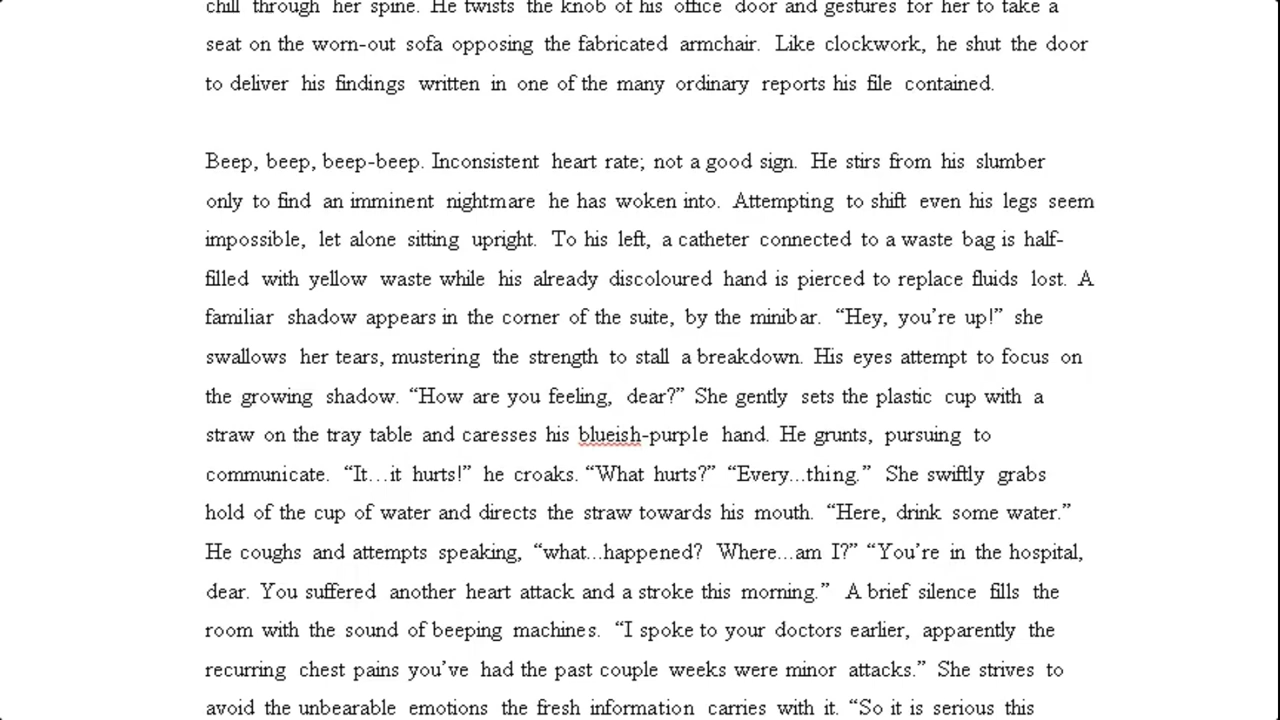 chill through her spine. He twists the knob of his office door and gestures for her to take a
seat on the worn-out sofa opposing the fabricated armchair. Like clockwork, he shut the door
to deliver his findings written in one of the many ordinary reports his file contained.
Beep, beep, beep-beep. Inconsistent heart rate; not a good sign. He stirs from his slumber
only to find an imminent nightmare he has woken into. Attempting to shift even his legs seem
impossible, let alone sitting upright. To his left, a catheter connected to a waste bag is half-
filled with yellow waste while his already discoloured hand is pierced to replace fluids lost. A
familiar shadow appears in the corner of the suite, by the minibar. “Hey, you’re up!” she
swallows her tears, mustering the strength to stall a breakdown. His eyes attempt to focus on
the growing shadow. “How are you feeling, dear?” She gently sets the plastic cup with a
straw on the tray table and caresses his blueish-purple hand. He grunts, pursuing to
communicate. “It…it hurts!” he croaks. “What hurts?” “Every…thing.” She swiftly grabs
hold of the cup of water and directs the straw towards his mouth. “Here, drink some water.”
He coughs and attempts speaking, “what…happened? Where…am I?” “You’re in the hospital,
dear. You suffered another heart attack and a stroke this morning.” A brief silence fills the
room with the sound of beeping machines. “I spoke to your doctors earlier, apparently the
recurring chest pains you’ve had the past couple weeks were minor attacks.” She strives to
avoid the unbearable emotions the fresh information carries with it. “So it is serious this